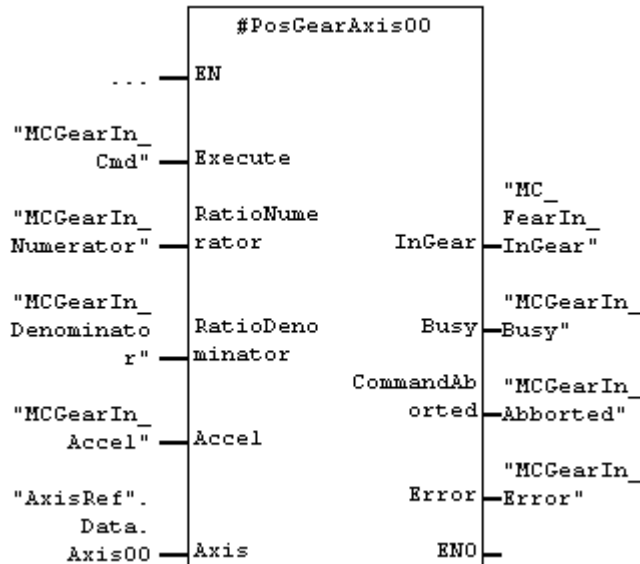 #PosGearAxis00
... EN
"MCGearIn_
Cmd" Execute
"MCGearIn_
Numerator"
RatioNume
rator
"MC_
FearIn_
InGear"
InGear
"MCGearIn_
Denominato
r"
RatioDeno
minator
Busy
"MCGearIn_
Busy"
CommandAb
orted
"MCGearIn_
Abborted"
"MCGearIn_
Accel" Accel
Error
"MCGearIn_
Error"
"AxisRef".
Data.
Axis00 Axis
ENO